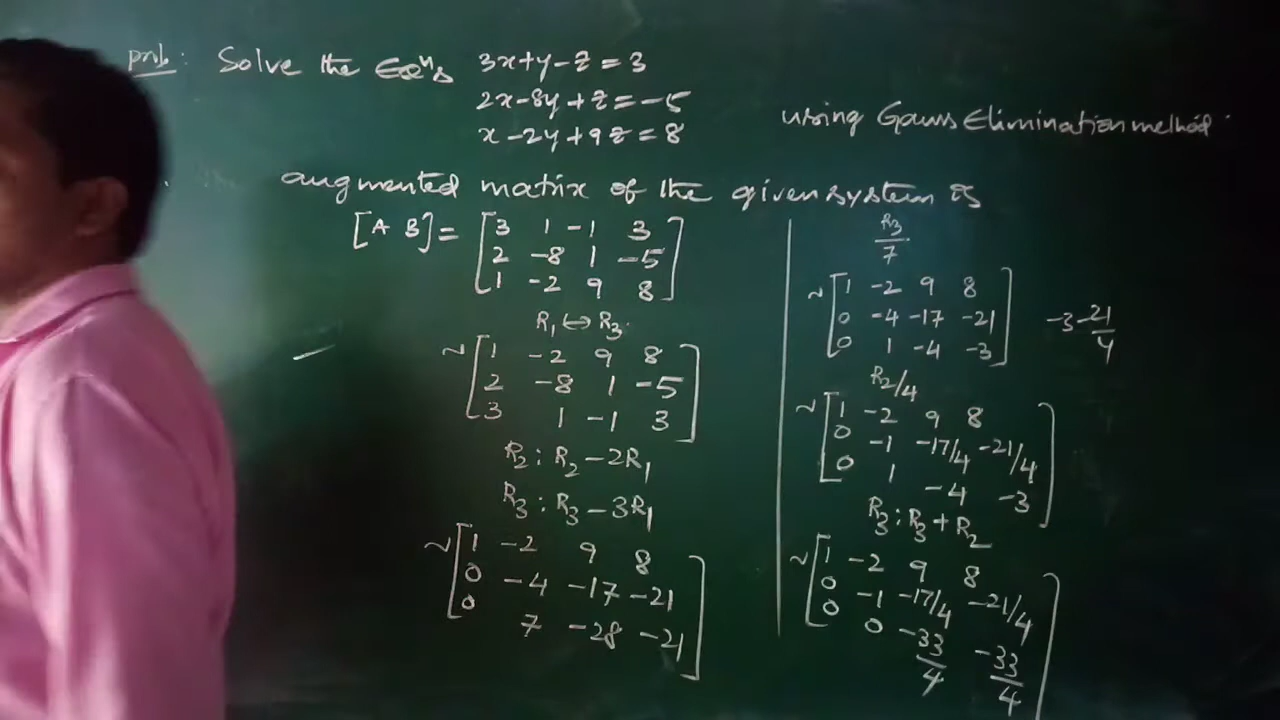 prob: Solve the Eqⁿs 3x+y-z=3
2x-8y+z=-5
x-2y+9z=8
using Gauss Elimination method.
augmented matrix of the given system is
[A B] = [3 1 -1 3
2 -8 1 -5
1 -2 9 8]
R₁ ↔ R₃.
~ [1 -2 9 8
2 -8 1 -5
3 1 -1 3]
R₂: R₂ - 2R₁
R₃: R₃ - 3R₁
~ [1 -2 9 8
0 -4 -17 -21
0 7 -28 -21]
R₃/7
~ [1 -2 9 8
0 -4 -17 -21
0 1 -4 -3]
-3-21/4
R₂/4
~ [1 -2 9 8
0 -1 -17/4 -21/4
0 1 -4 -3]
R₃: R₃ + R₂
~ [1 -2 9 8
0 -1 -17/4 -21/4
0 0 -33/4 -33/4]